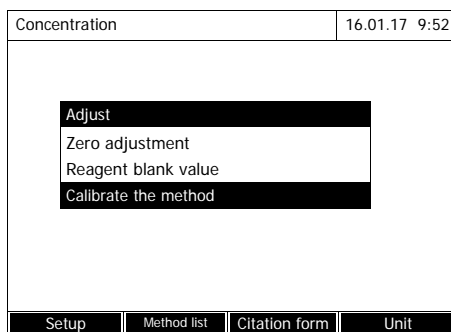 Concentration 16.01.17 9:52
Adjust
Zero adjustment
Reagent blank value
Calibrate the method
Setup Method list Citation form Unit